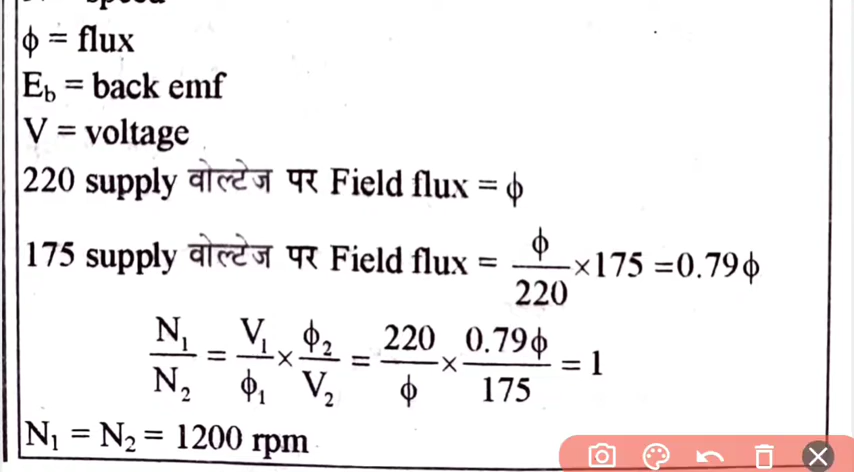 speed
ϕ = flux
E_b = back emf
V = voltage
220 supply वोल्टेज पर Field flux = ϕ
175 supply वोल्टेज पर Field flux = ϕ/220 ×175 =0.79ϕ
N₁/N₂ = V₁/ϕ₁ × ϕ₂/V₂ = 220/ϕ × 0.79ϕ/175 = 1
N₁ = N₂ = 1200 rpm